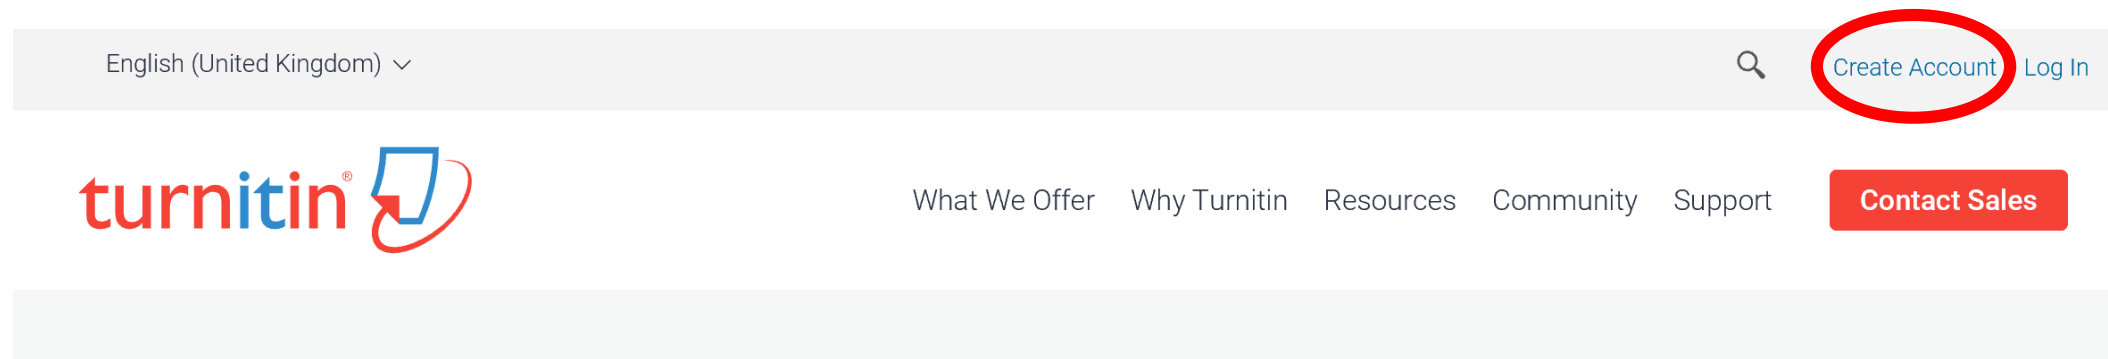 English (United Kingdom)
Create Account
Log In
turnitin®
What We Offer
Why Turnitin
Resources
Community
Support
Contact Sales